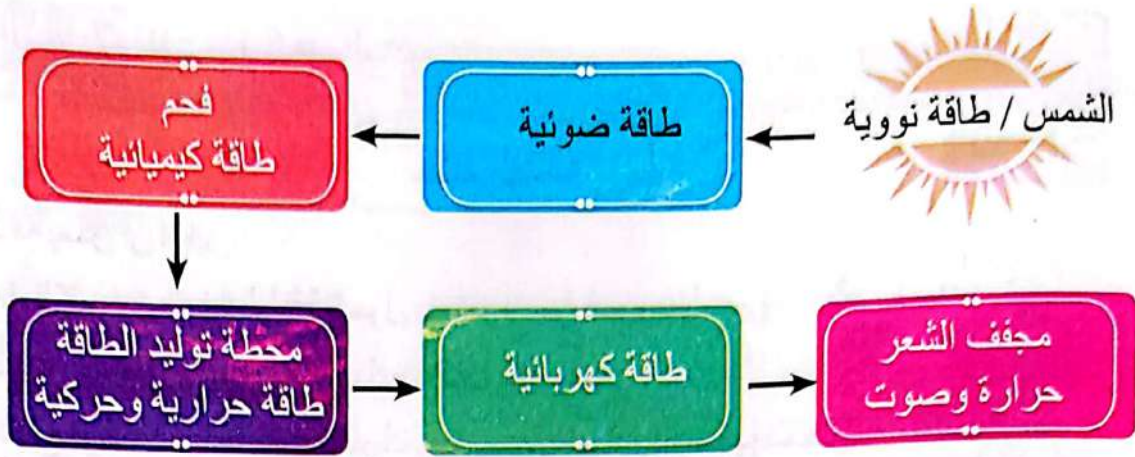 الشمس / طاقة نووية
طاقة ضوئية
فحم
طاقة كيميائية
محطة توليد الطاقة
طاقة حرارية وحركية
طاقة كهربائية
مجفف الشعر
حرارة وصوت